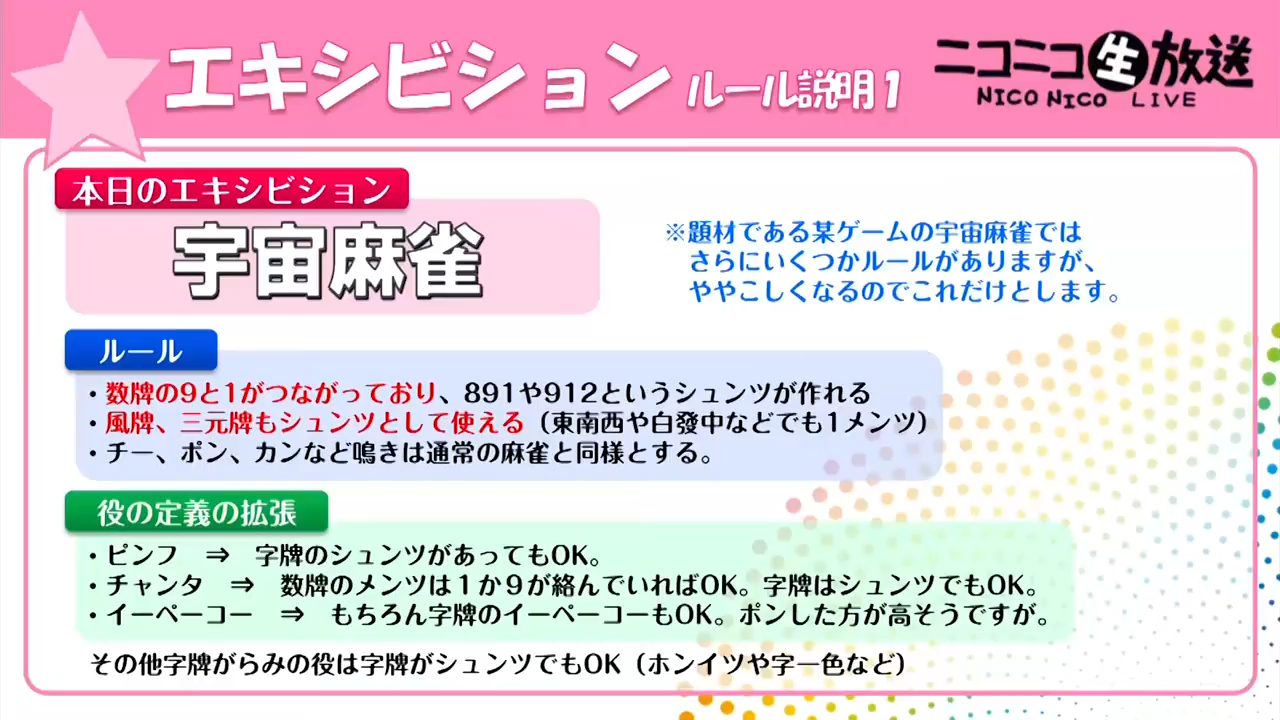 エキシビション ルール説明1
ニコニコ生放送
NICO NICO LIVE
本日のエキシビション
宇宙麻雀
※題材である某ゲームの宇宙麻雀では
さらにいくつかルールがありますが、
ややこしくなるのでこれだけとします。
ルール
・数牌の9と1がつながっており、891や912というシュンツが作れる
・風牌、三元牌もシュンツとして使える（東南西や白發中などでも1メンツ）
・チー、ポン、カンなど鳴きは通常の麻雀と同様とする。
役の定義の拡張
・ピンフ ⇒ 字牌のシュンツがあってもOK。
・チャンタ ⇒ 数牌のメンツは１か９が絡んでいればOK。字牌はシュンツでもOK。
・イーペーコー ⇒ もちろん字牌のイーペーコーもOK。ポンした方が高そうですが。
その他字牌がらみの役は字牌がシュンツでもOK（ホンイツや字一色など）